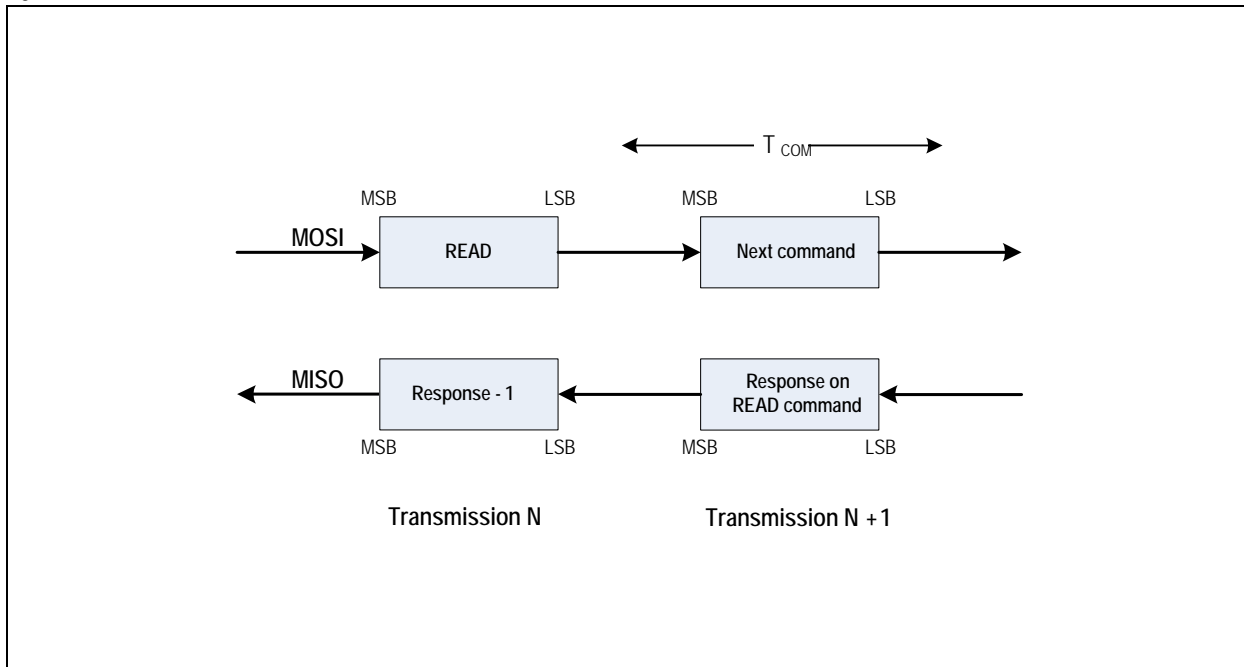 T COM
MSB LSB MSB LSB
MOSI READ Next command
MISO Response - 1 Response on
READ command
MSB LSB MSB LSB
Transmission N Transmission N +1